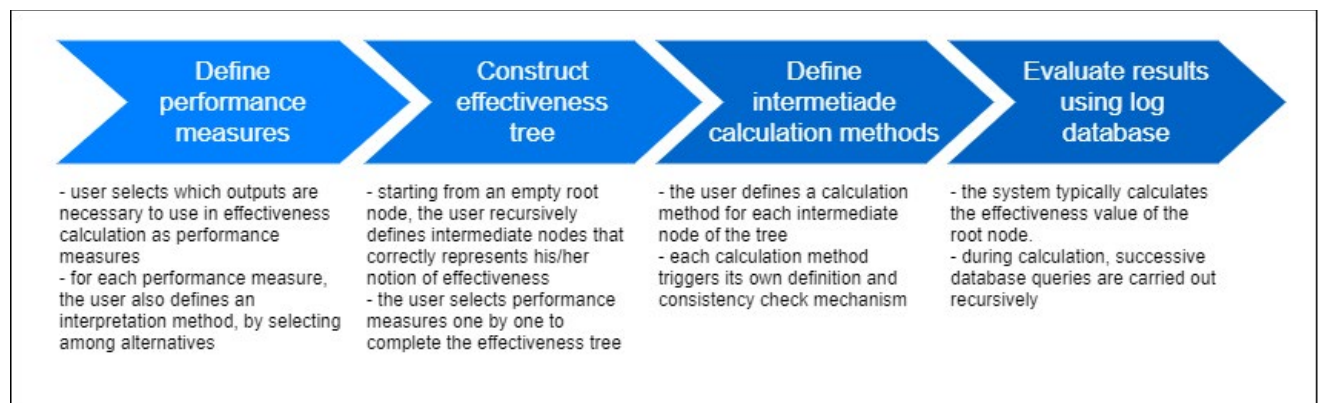 Define
performance
measures
- user selects which outputs are
necessary to use in effectiveness
calculation as performance
measures
- for each performance measure,
the user also defines an
interpretation method, by selecting
among alternatives
Construct
effectiveness
tree
- starting from an empty root
node, the user recursively
defines intermediate nodes that
correctly represents his/her
notion of effectiveness
- the user selects performance
measures one by one to
complete the effectiveness tree
Define
intermetiade
calculation methods
- the user defines a calculation
method for each intermediate
node of the tree
- each calculation method
triggers its own definition and
consistency check mechanism
Evaluate results
using log
database
- the system typically calculates
the effectiveness value of the
root node.
- during calculation, successive
database queries are carried out
recursively